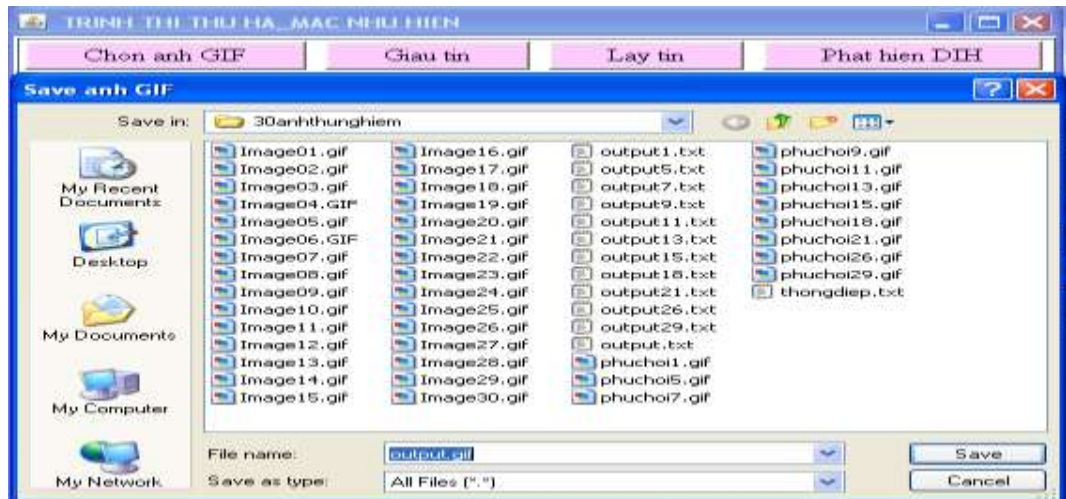 TRINH THI THU HA_MAC NHU HIEN
Chon anh GIF Giau tin Lay tin Phat hien DIH
Save anh GIF
Save in: 30anhthunghiem
My Recent Documents
Desktop
My Documents
My Computer
My Network
Image01.gif
Image02.gif
Image03.gif
Image04.GIF
Image05.gif
Image06.GIF
Image07.gif
Image08.gif
Image09.gif
Image10.gif
Image11.gif
Image12.gif
Image13.gif
Image14.gif
Image15.gif
Image16.gif
Image17.gif
Image18.gif
Image19.gif
Image20.gif
Image21.gif
Image22.gif
Image23.gif
Image24.gif
Image25.gif
Image26.gif
Image27.gif
Image28.gif
Image29.gif
Image30.gif
output1.txt
output5.txt
output7.txt
output9.txt
output11.txt
output13.txt
output15.txt
output18.txt
output21.txt
output26.txt
output29.txt
output.txt
phuchoi1.gif
phuchoi5.gif
phuchoi7.gif
phuchoi9.gif
phuchoi11.gif
phuchoi13.gif
phuchoi15.gif
phuchoi18.gif
phuchoi21.gif
phuchoi26.gif
phuchoi29.gif
thongdiep.txt
File name: output.gif Save
Save as type: All Files (*.*) Cancel